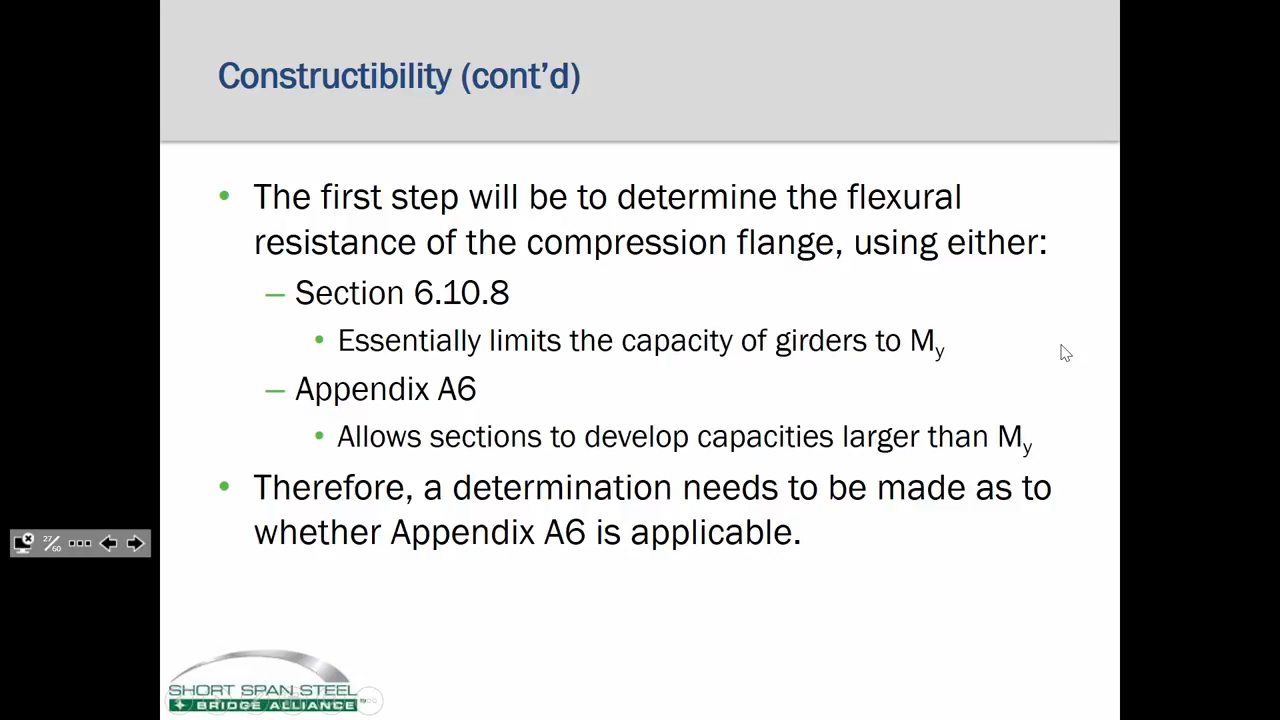 Constructibility (cont’d)
• The first step will be to determine the flexural
resistance of the compression flange, using either:
– Section 6.10.8
• Essentially limits the capacity of girders to My
– Appendix A6
• Allows sections to develop capacities larger than My
• Therefore, a determination needs to be made as to
whether Appendix A6 is applicable.
27/60
SHORT SPAN STEEL
BRIDGE ALLIANCE